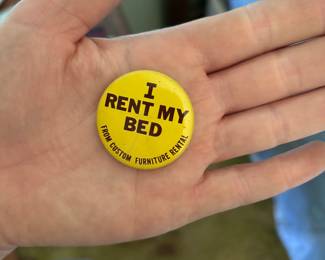 I
RENT MY
BED
FROM CUSTOM FURNITURE RENTAL